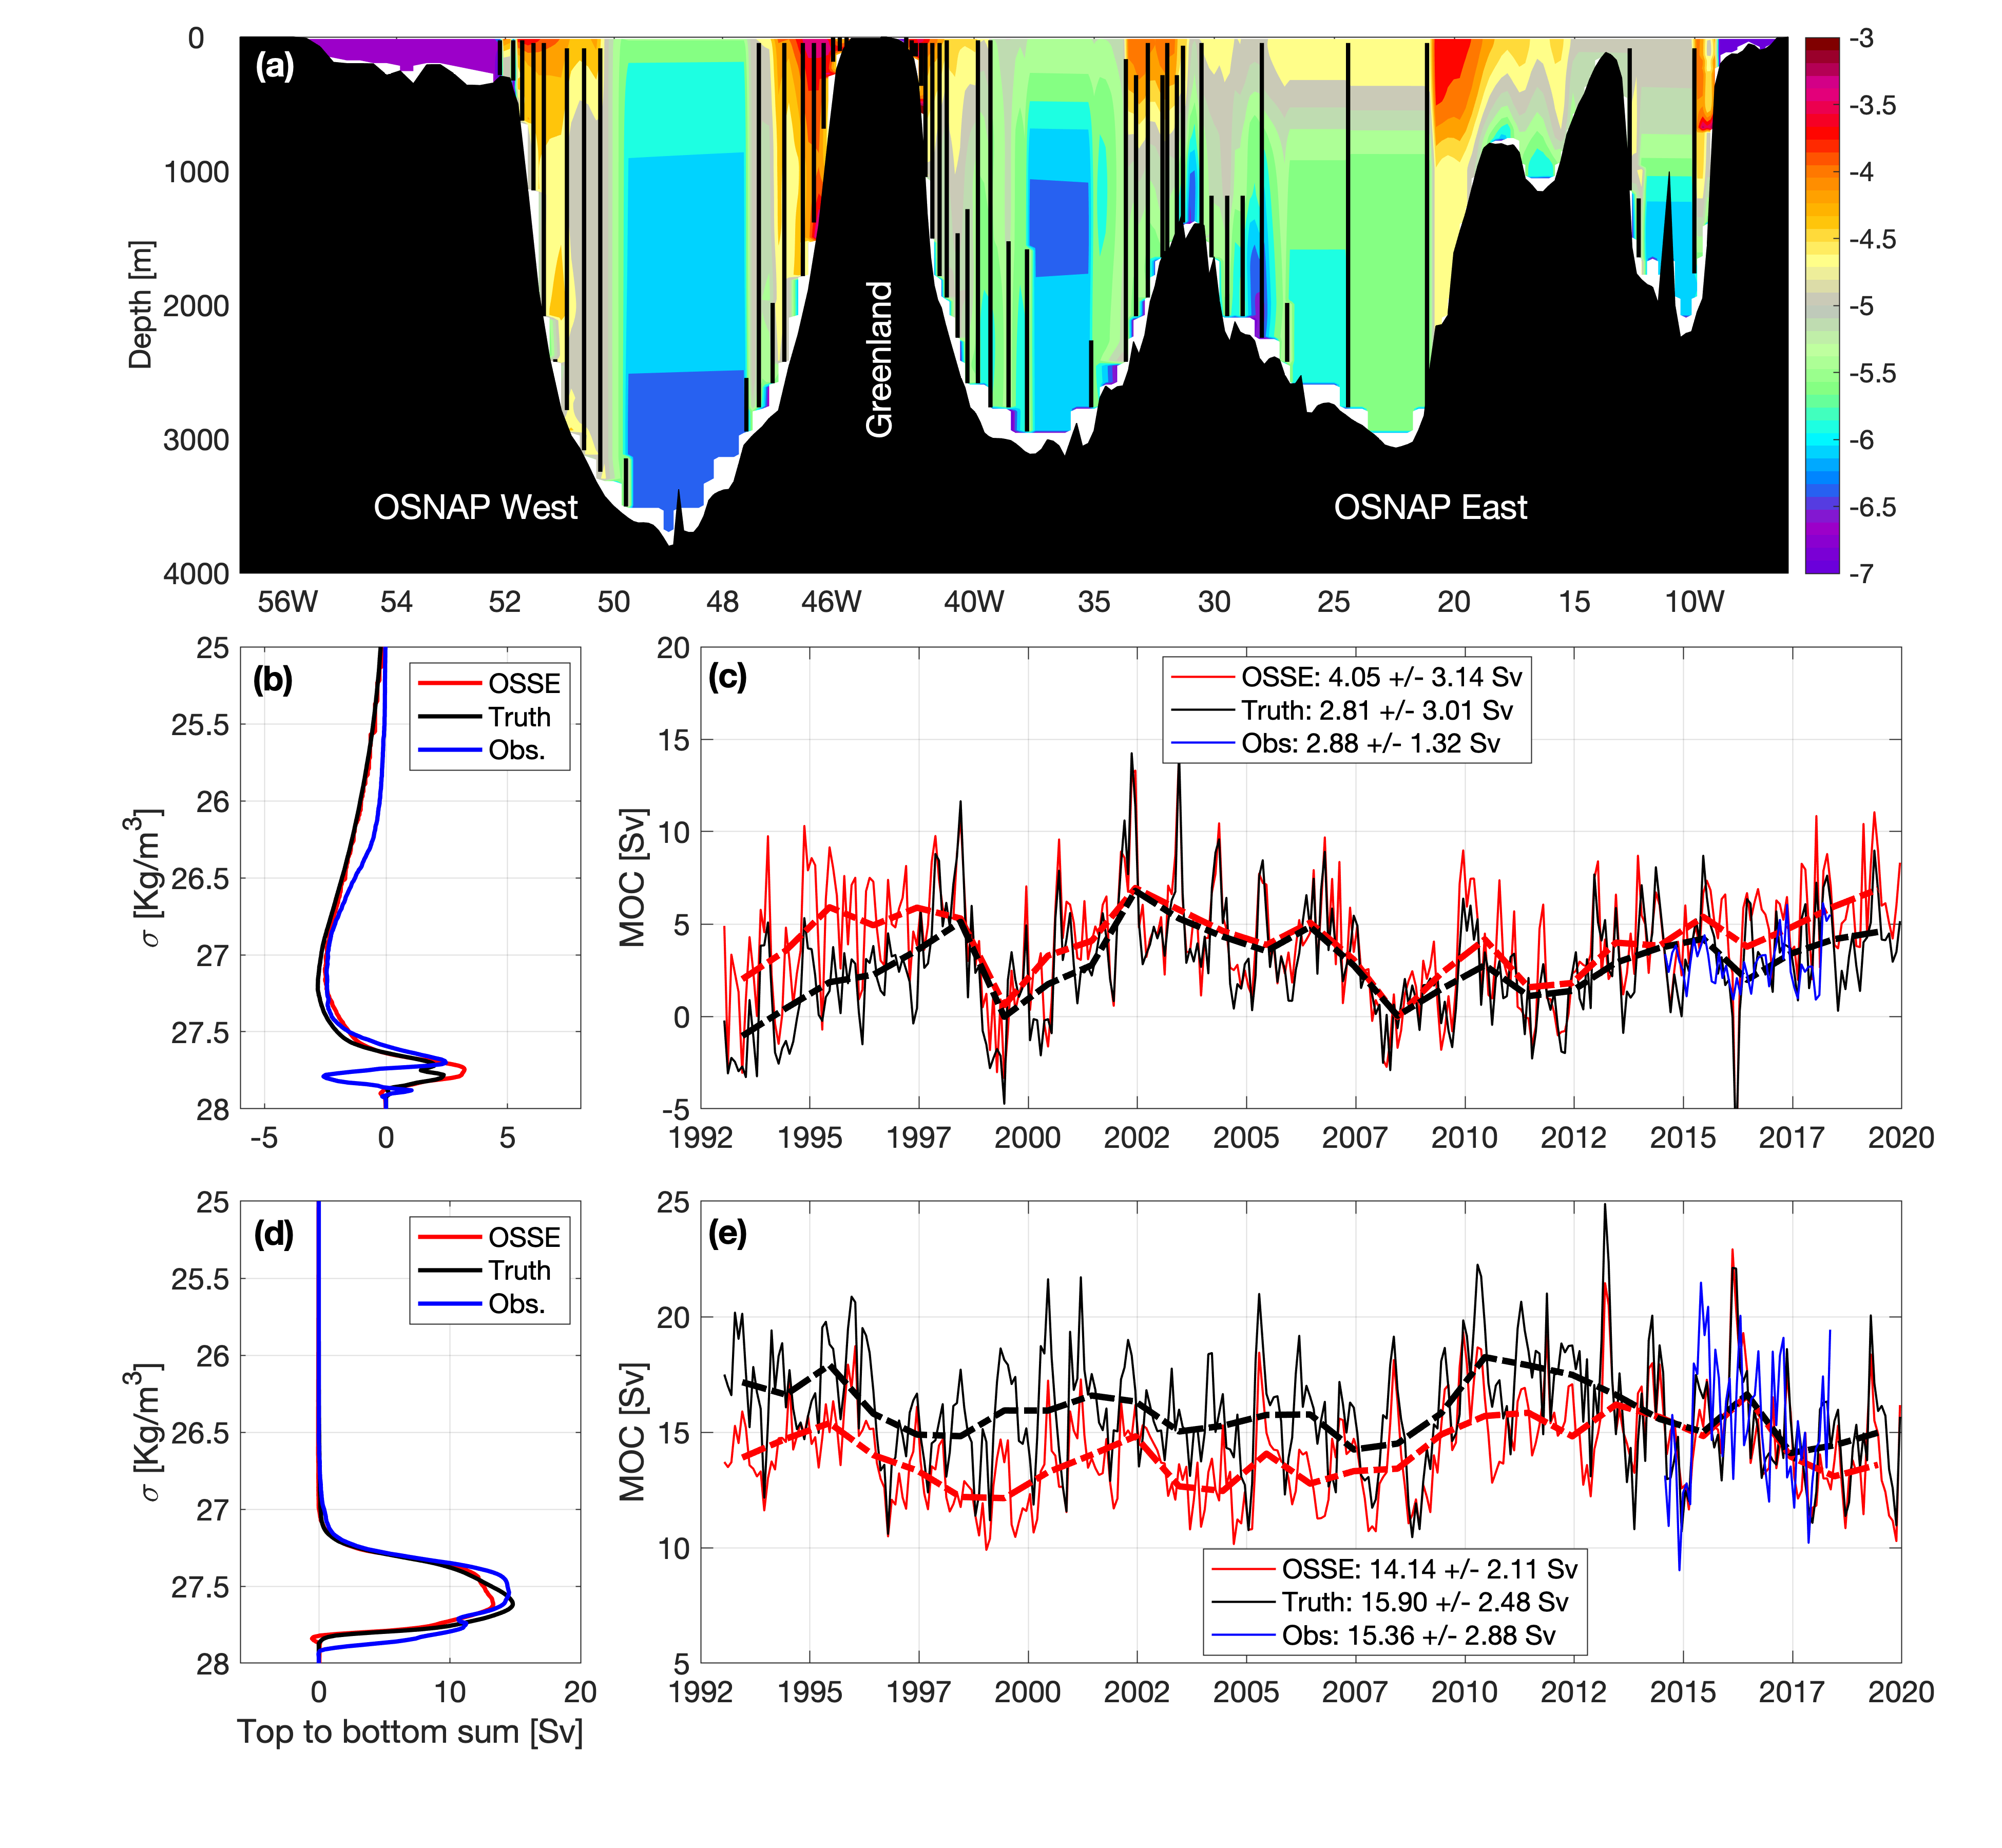 (a)
0
1000
2000
3000
4000
Depth [m]
Greenland
OSNAP West
OSNAP East
56W 54 52 50 48 46W 40W 35 30 25 20 15 10W
-3
-3.5
-4
-4.5
-5
-5.5
-6
-6.5
-7
(b)
OSSE
Truth
Obs.
25
25.5
26
26.5
27
27.5
28
σ [Kg/m³]
-5 0 5
(c)
OSSE: 4.05 +/- 3.14 Sv
Truth: 2.81 +/- 3.01 Sv
Obs: 2.88 +/- 1.32 Sv
20
15
10
5
0
-5
MOC [Sv]
1992 1995 1997 2000 2002 2005 2007 2010 2012 2015 2017 2020
(d)
OSSE
Truth
Obs.
25
25.5
26
26.5
27
27.5
28
σ [Kg/m³]
0 10 20
Top to bottom sum [Sv]
(e)
25
20
15
10
5
MOC [Sv]
OSSE: 14.14 +/- 2.11 Sv
Truth: 15.90 +/- 2.48 Sv
Obs: 15.36 +/- 2.88 Sv
1992 1995 1997 2000 2002 2005 2007 2010 2012 2015 2017 2020